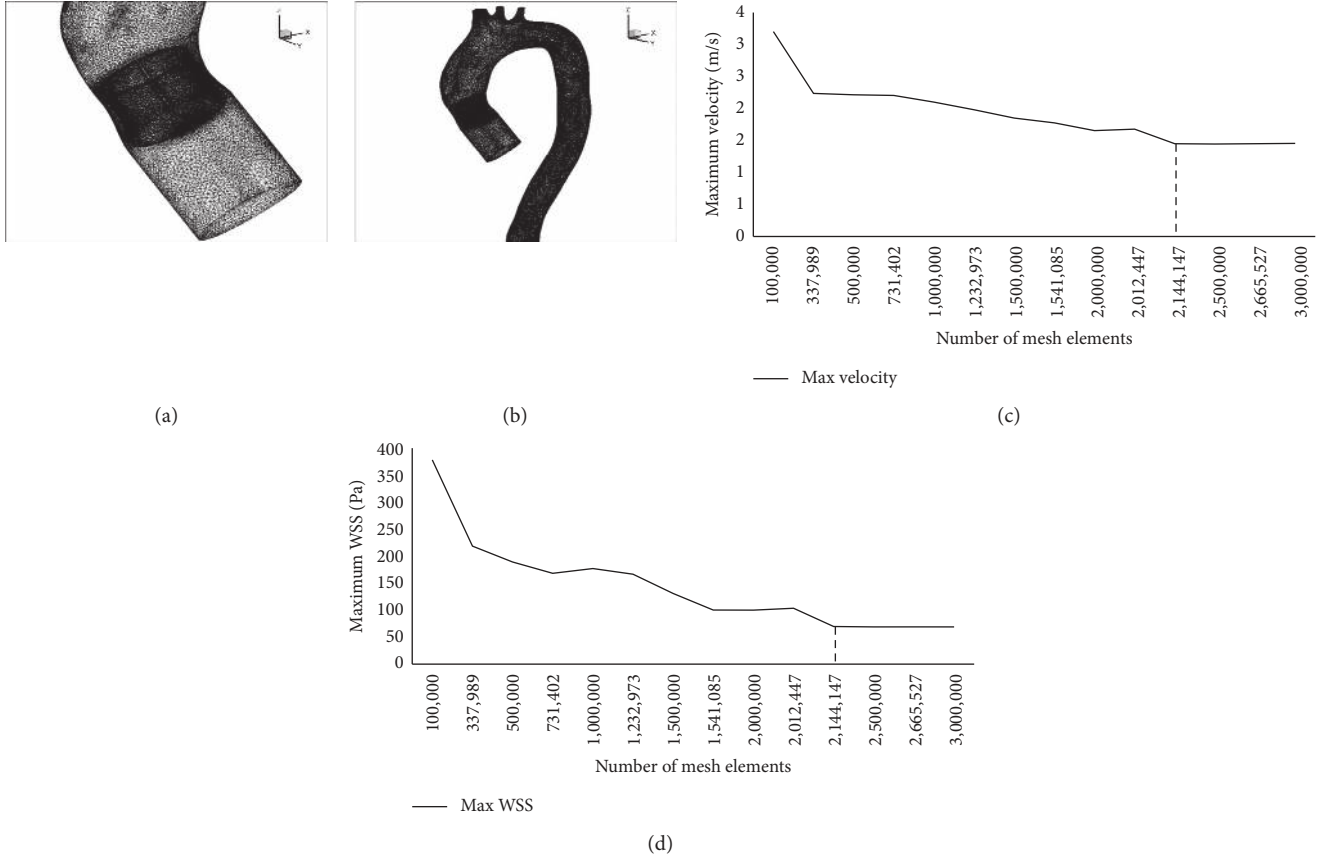 Z
X
Y
Z
X
Y
Maximum velocity (m/s)
4
3
3
2
2
1
1
0
100,000
337,989
500,000
731,402
1,000,000
1,232,973
1,500,000
1,541,085
2,000,000
2,012,447
2,144,147
2,500,000
2,665,527
3,000,000
Number of mesh elements
Max velocity
(a)
(b)
(c)
Maximum WSS (Pa)
400
350
300
250
200
150
100
50
0
100,000
337,989
500,000
731,402
1,000,000
1,232,973
1,500,000
1,541,085
2,000,000
2,012,447
2,144,147
2,500,000
2,665,527
3,000,000
Number of mesh elements
Max WSS
(d)